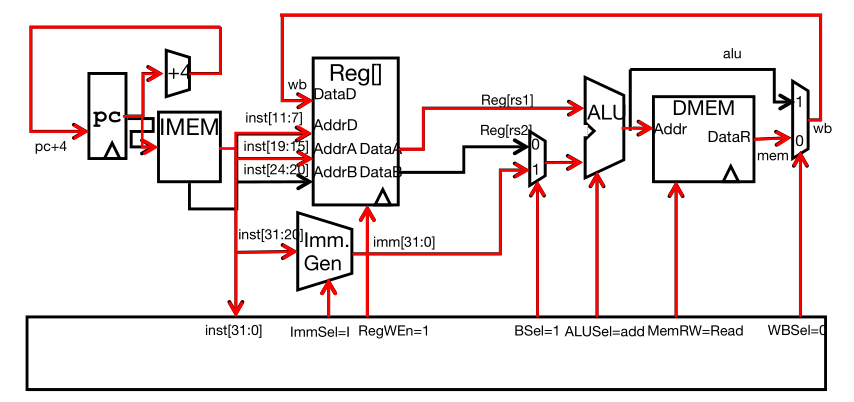 wb
alu
+4
Reg[]
wb
DataD
Reg[rs1]
ALU
DMEM
1
wb
pc
IMEM
inst[11:7]
AddrD
Reg[rs2]
Addr
DataR
0
pc+4
inst[19:15]
AddrA
DataA
0
mem
inst[24:20]
AddrB
DataB
1
inst[31:20]
Imm.
Gen
imm[31:0]
inst[31:0]
ImmSel=I
RegWEn=1
BSel=1
ALUSel=add
MemRW=Read
WBSel=0